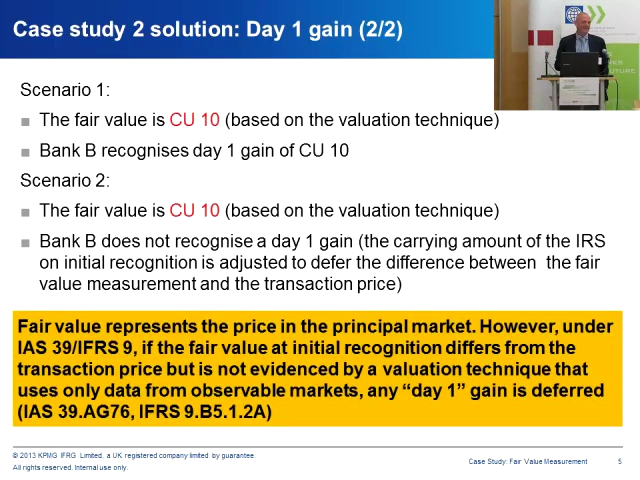 Case study 2 solution: Day 1 gain (2/2)
Scenario 1:
The fair value is CU 10 (based on the valuation technique)
Bank B recognises day 1 gain of CU 10
Scenario 2:
The fair value is CU 10 (based on the valuation technique)
Bank B does not recognise a day 1 gain (the carrying amount of the IRS
on initial recognition is adjusted to defer the difference between the fair
value measurement and the transaction price)
Fair value represents the price in the principal market. However, under
IAS 39/IFRS 9, if the fair value at initial recognition differs from the
transaction price but is not evidenced by a valuation technique that
uses only data from observable markets, any “day 1” gain is deferred
(IAS 39.AG76, IFRS 9.B5.1.2A)
© 2013 KPMG IFRG Limited, a UK registered company limited by guarantee.
All rights reserved. Internal use only.
Case Study: Fair Value Measurement 5